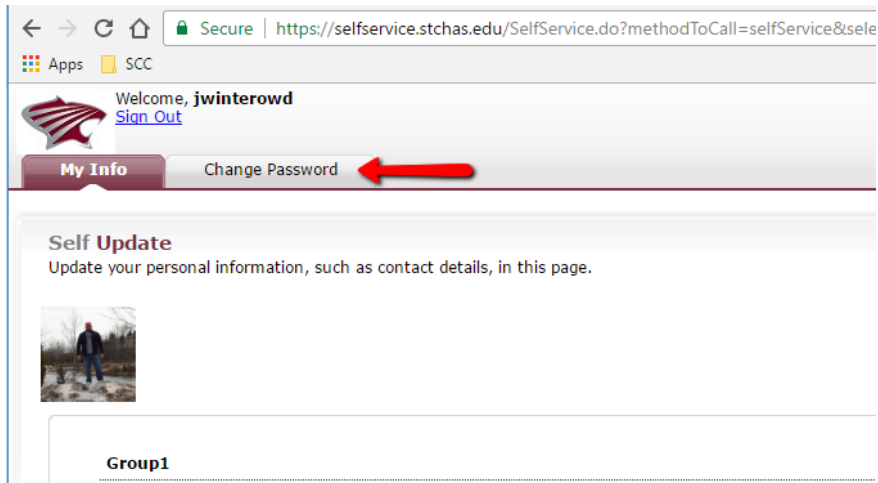 Secure | https://selfservice.stchas.edu/SelfService.do?methodToCall=selfService&sele
Apps SCC
Welcome, jwinterowd
Sign Out
My Info Change Password
Self Update
Update your personal information, such as contact details, in this page.
Group1